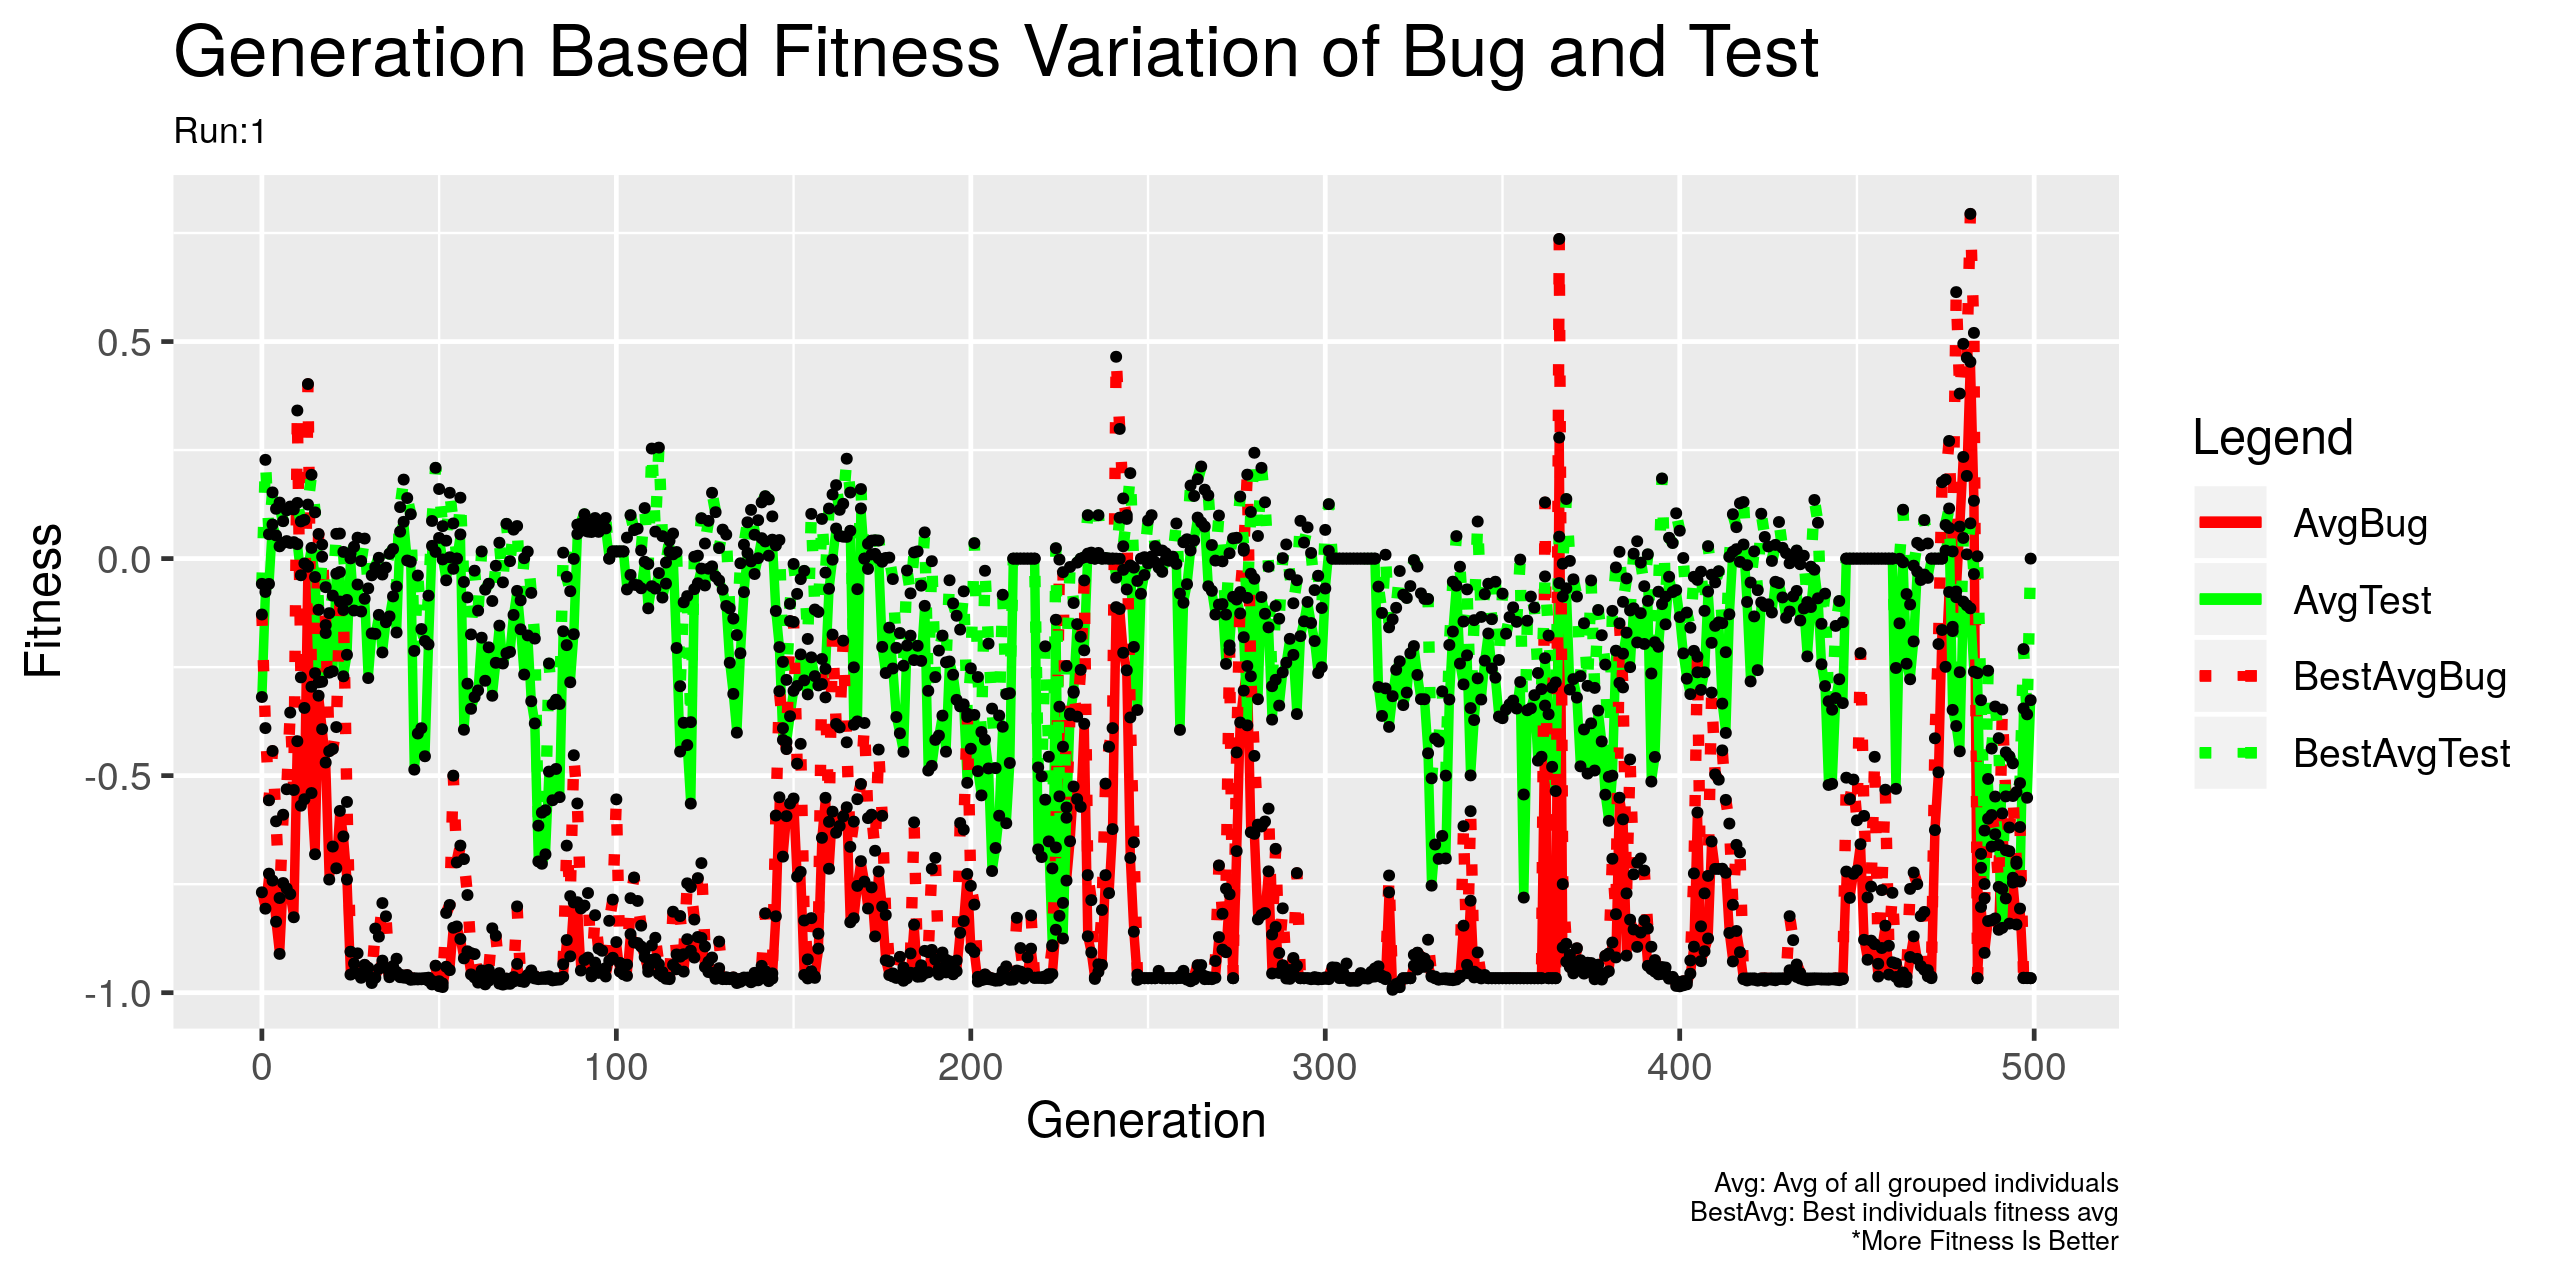 Generation Based Fitness Variation of Bug and Test
Run:1
Fitness
0.5
0.0
-0.5
-1.0
0
100
200
300
400
500
Generation
Legend
AvgBug
AvgTest
BestAvgBug
BestAvgTest
Avg: Avg of all grouped individuals
BestAvg: Best individuals fitness avg
*More Fitness Is Better